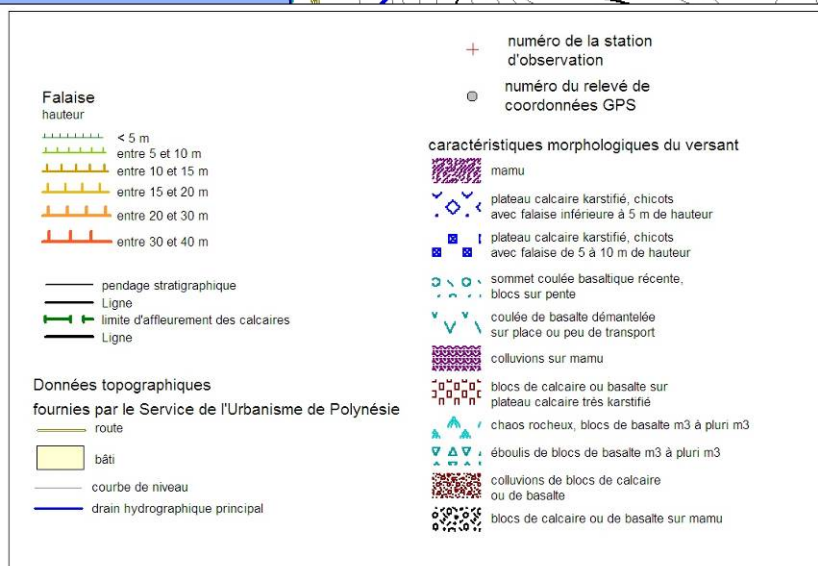 Falaise
hauteur
< 5 m
entre 5 et 10 m
entre 10 et 15 m
entre 15 et 20 m
entre 20 et 30 m
entre 30 et 40 m
pendage stratigraphique
Ligne
limite d'affleurement des calcaires
Ligne
Données topographiques
fournies par le Service de l'Urbanisme de Polynésie
route
bâti
courbe de niveau
drain hydrographique principal
numéro de la station
d'observation
numéro du relevé de
coordonnées GPS
caractéristiques morphologiques du versant
mamu
plateau calcaire karstifié, chicots
avec falaise inférieure à 5 m de hauteur
plateau calcaire karstifié, chicots
avec falaise de 5 à 10 m de hauteur
sommet coulée basaltique récente,
blocs sur pente
coulée de basalte démantelée
sur place ou peu de transport
colluvions sur mamu
blocs de calcaire ou basalte sur
plateau calcaire très karstifié
chaos rocheux, blocs de basalte m3 à pluri m3
éboulis de blocs de basalte m3 à pluri m3
colluvions de blocs de calcaire
ou de basalte
blocs de calcaire ou de basalte sur mamu